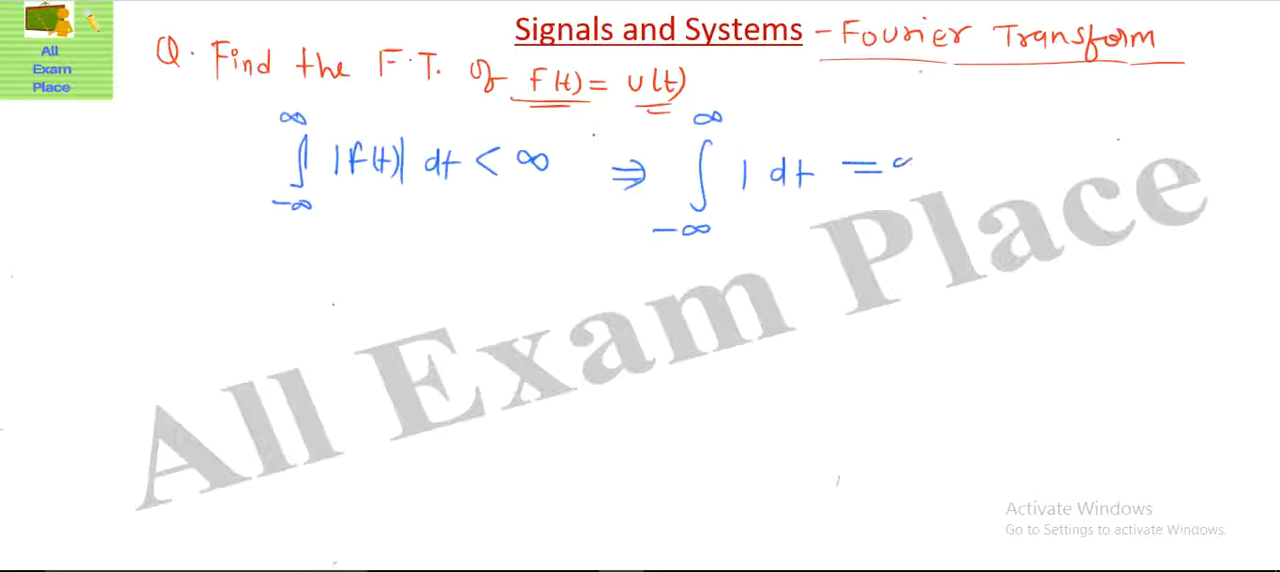 All
Exam
Place
Signals and Systems - Fourier Transform
Q. Find the F.T. of f(t) = u(t)
∫_{-∞}^{∞} |f(t)| dt < ∞ ⇒ ∫_{-∞}^{∞} 1 dt =
All Exam Place
Activate Windows
Go to Settings to activate Windows.